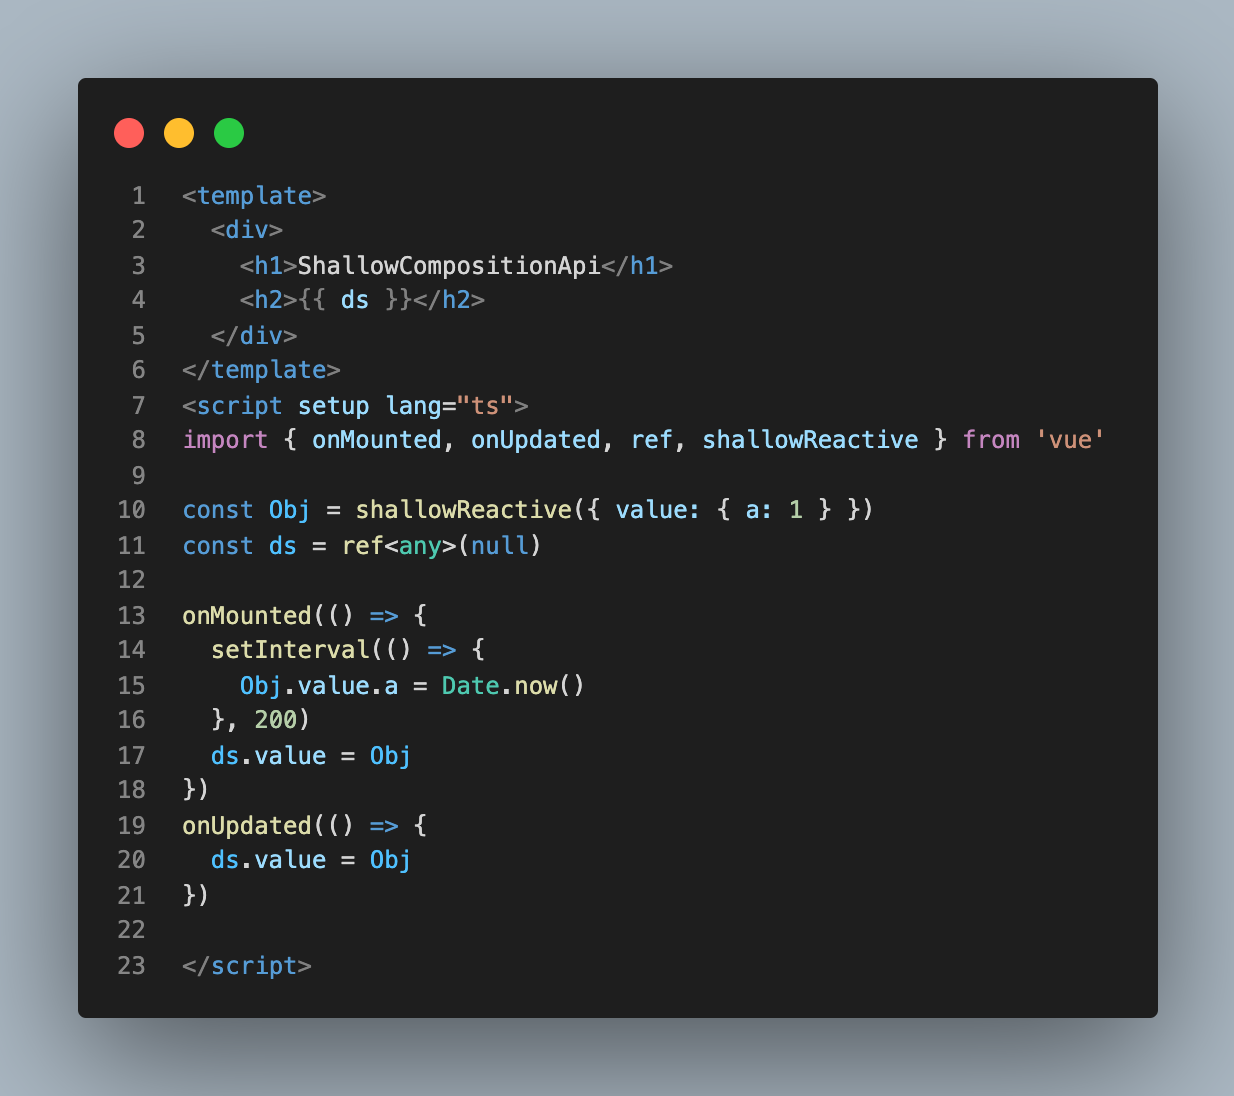 1 <template>
2   <div>
3     <h1>ShallowCompositionApi</h1>
4     <h2>{{ ds }}</h2>
5   </div>
6 </template>
7 <script setup lang="ts">
8 import { onMounted, onUpdated, ref, shallowReactive } from 'vue'
9
10 const Obj = shallowReactive({ value: { a: 1 } })
11 const ds = ref<any>(null)
12
13 onMounted(() => {
14   setInterval(() => {
15     Obj.value.a = Date.now()
16   }, 200)
17   ds.value = Obj
18 })
19 onUpdated(() => {
20   ds.value = Obj
21 })
22
23 </script>